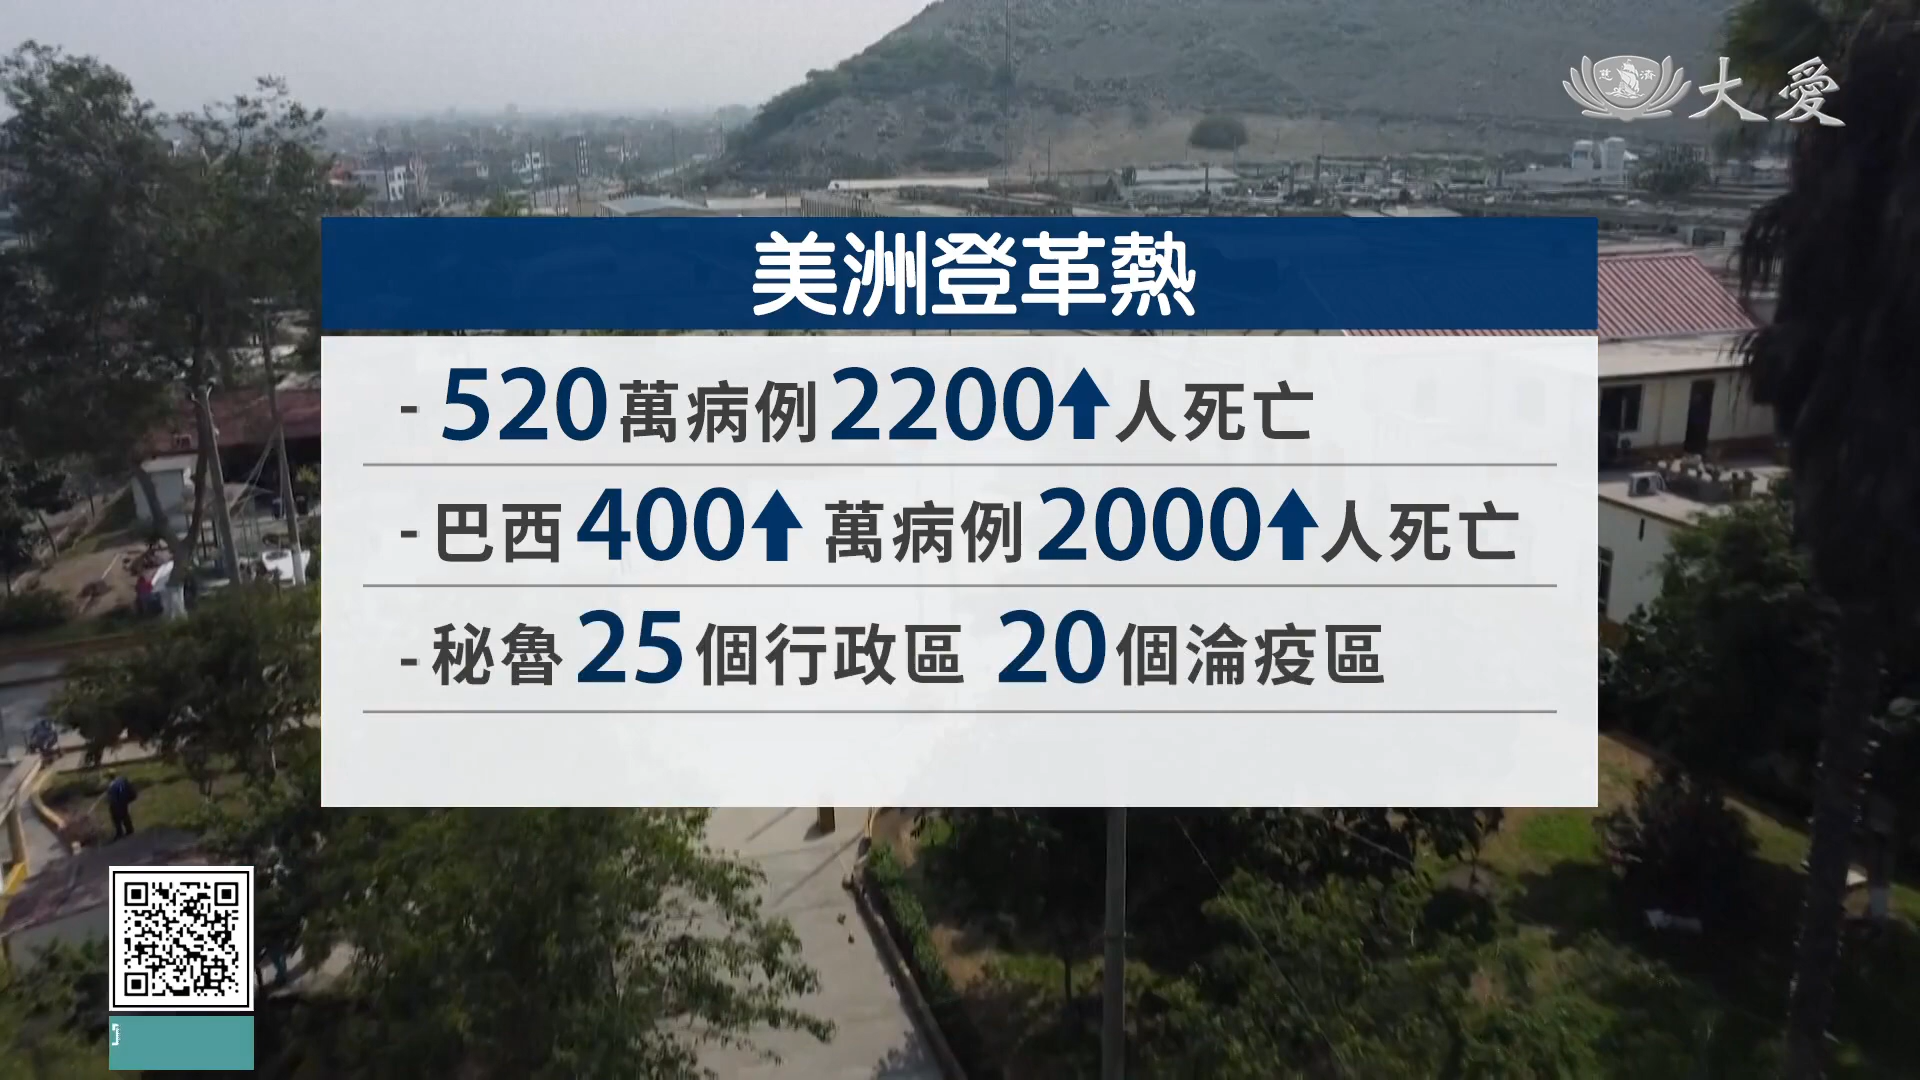 慈濟 大愛
美洲登革熱
- 520萬病例2200⬆人死亡
- 巴西400⬆萬病例2000⬆人死亡
- 秘魯25個行政區 20個淪疫區